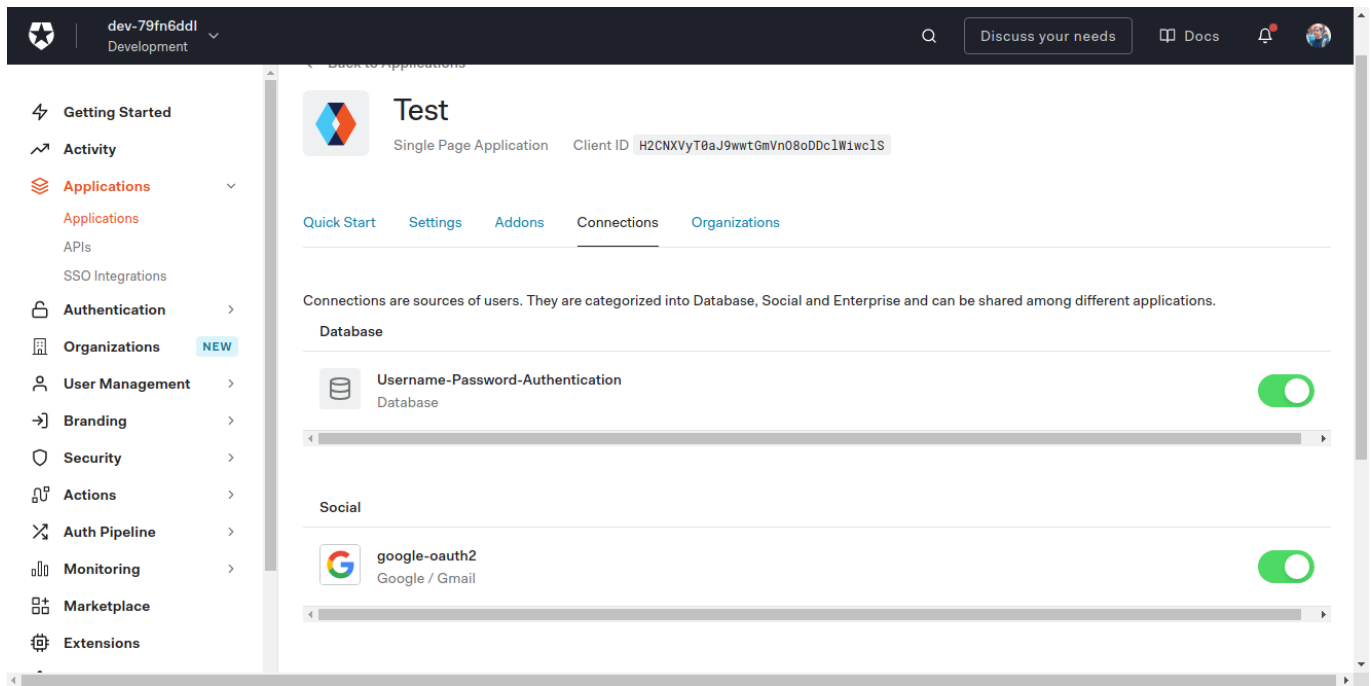 dev-79fn6ddl
Development
Discuss your needs
Docs
Back to Applications
Getting Started
Activity
Applications
Applications
APIs
SSO Integrations
Authentication
Organizations NEW
User Management
Branding
Security
Actions
Auth Pipeline
Monitoring
Marketplace
Extensions
Test
Single Page Application Client ID H2CNXVyT0aJ9wwtGmVnO8oDDclWiwclS
Quick Start Settings Addons Connections Organizations
Connections are sources of users. They are categorized into Database, Social and Enterprise and can be shared among different applications.
Database
Username-Password-Authentication
Database
Social
google-oauth2
Google / Gmail